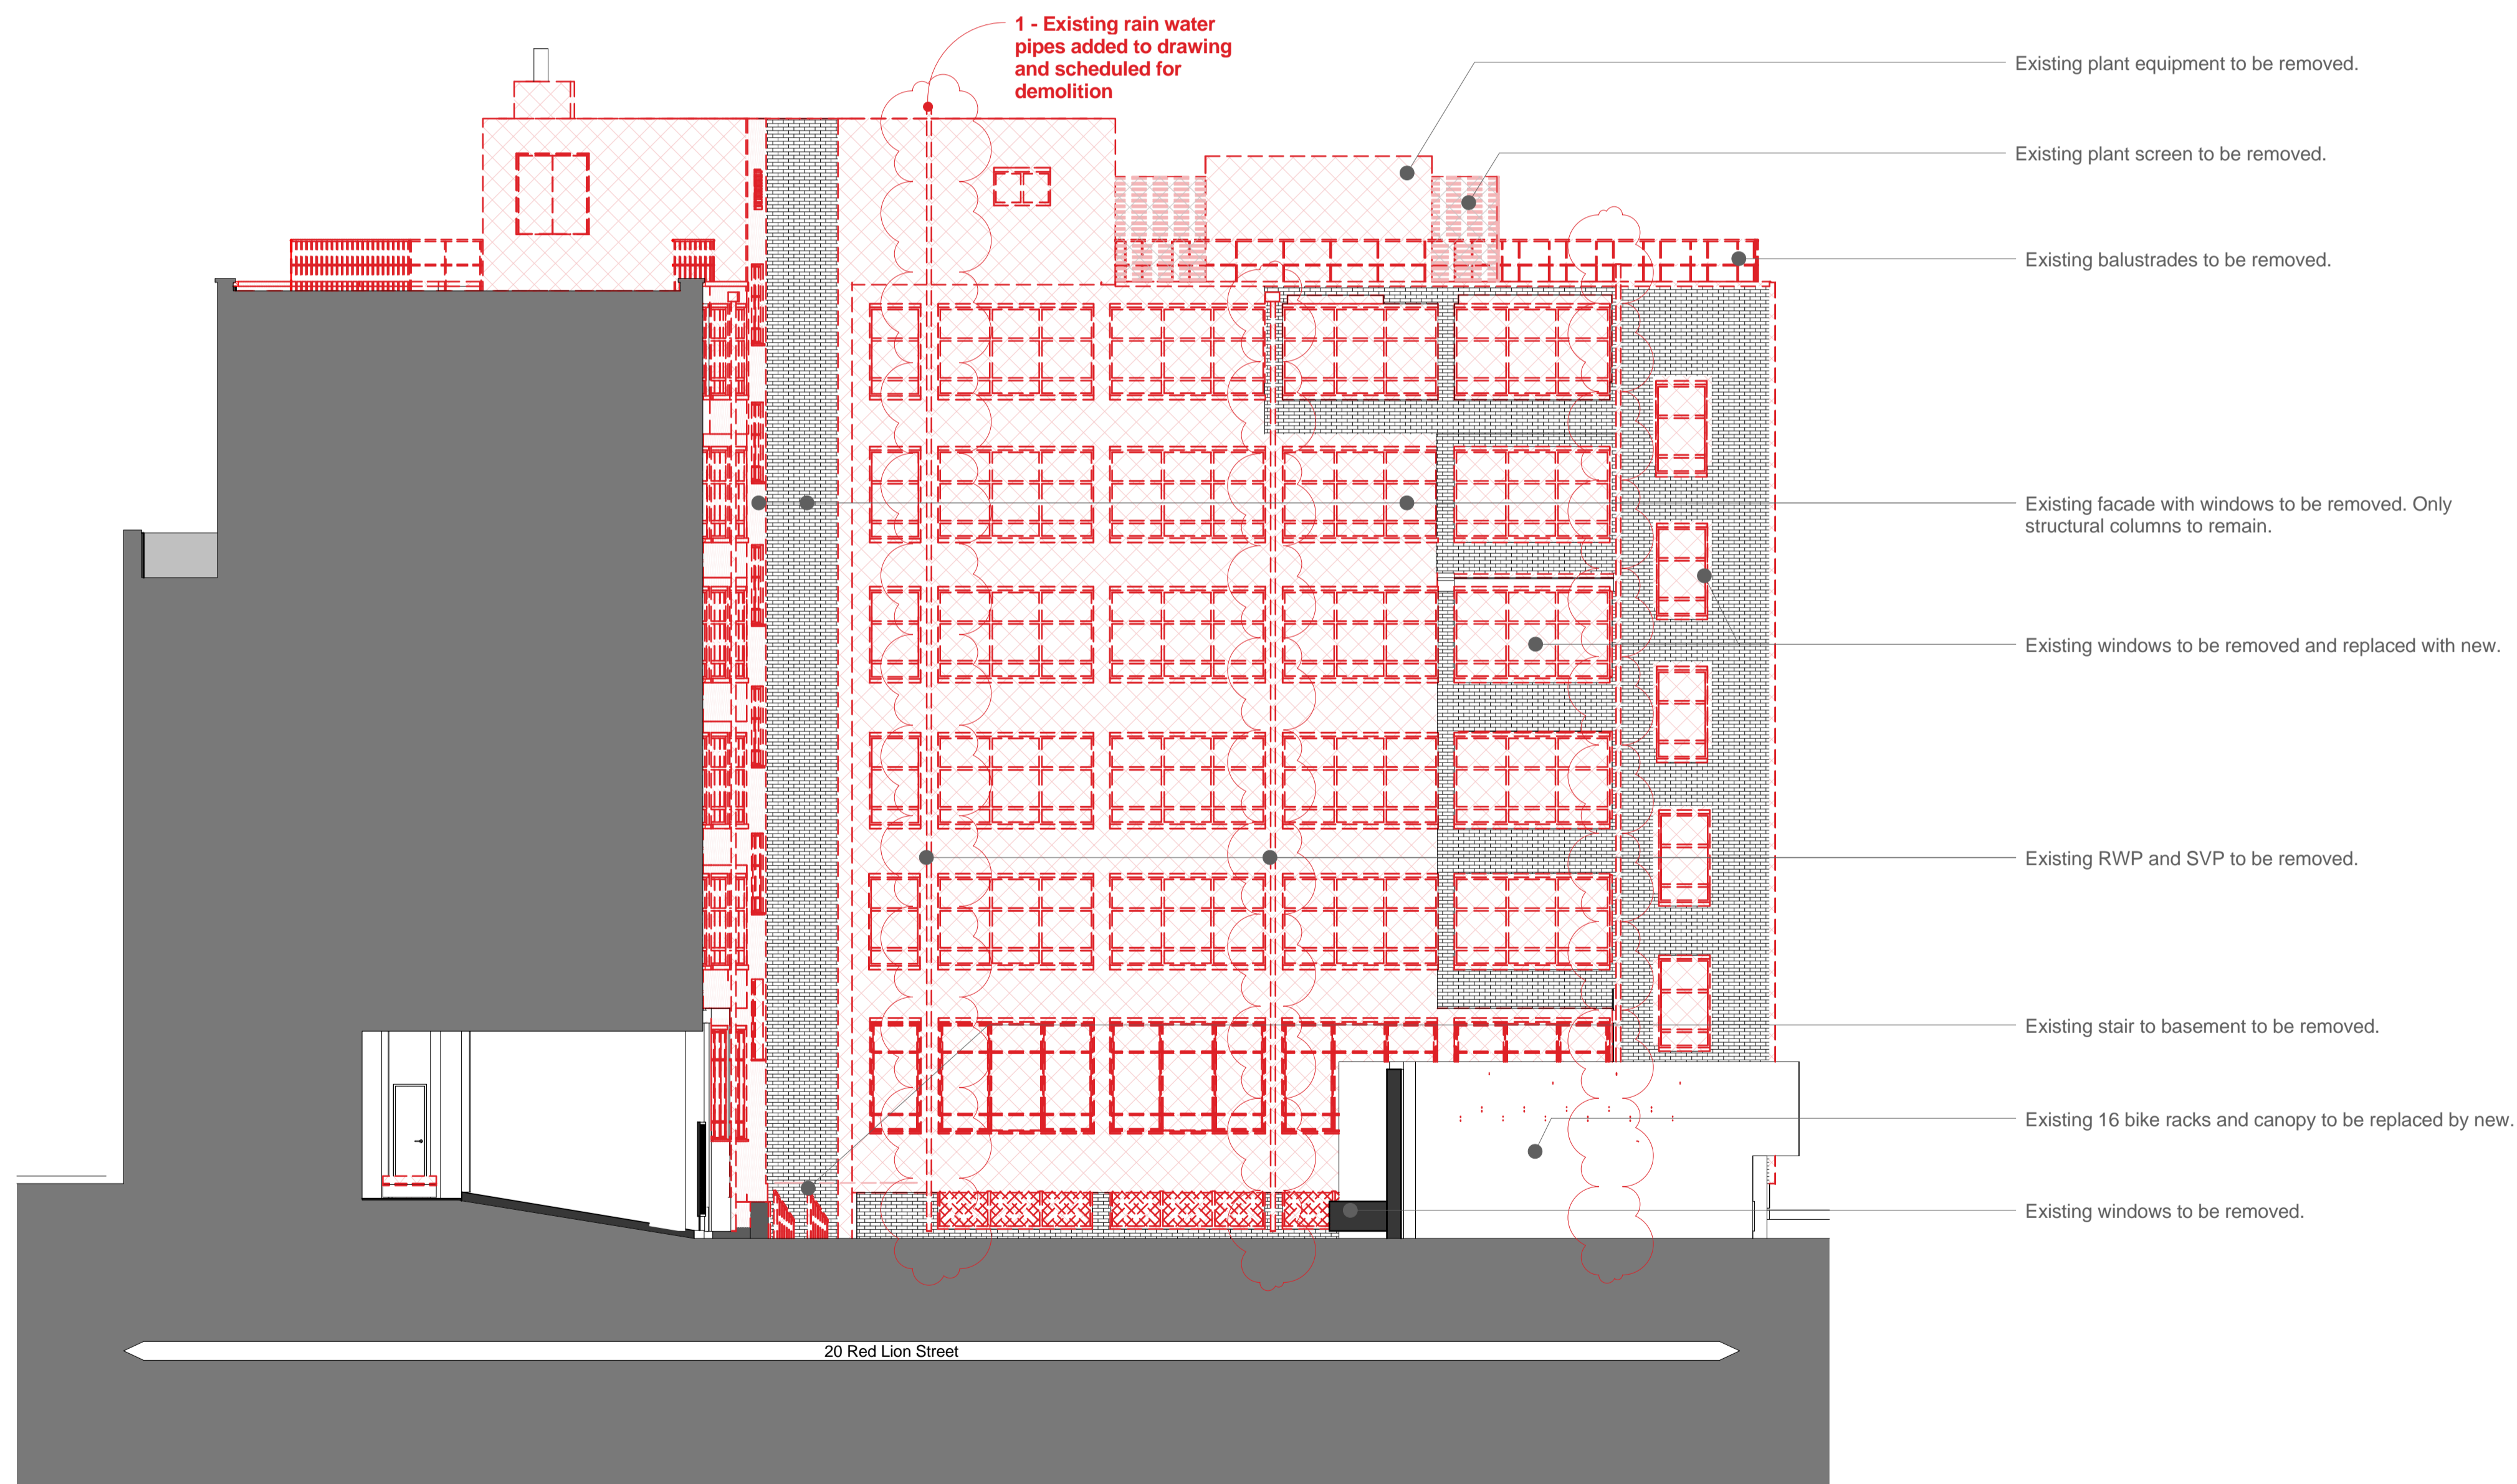 1 - Existing rain water
pipes added to drawing
and scheduled for
demolition
Existing plant equipment to be removed.
Existing plant screen to be removed.
Existing balustrades to be removed.
Existing facade with windows to be removed. Only
structural columns to remain.
Existing windows to be removed and replaced with new.
Existing RWP and SVP to be removed.
Existing stair to basement to be removed.
Existing 16 bike racks and canopy to be replaced by new.
Existing windows to be removed.
20 Red Lion Street